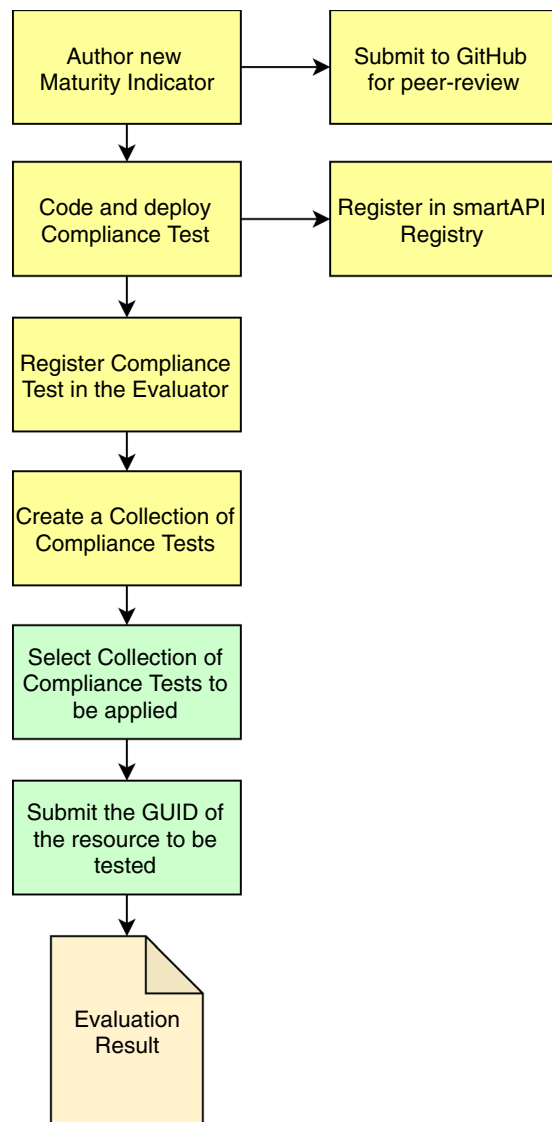 Author new
Maturity Indicator
Submit to GitHub
for peer-review
Code and deploy
Compliance Test
Register in smartAPI
Registry
Register Compliance
Test in the Evaluator
Create a Collection of
Compliance Tests
Select Collection of
Compliance Tests to
be applied
Submit the GUID of
the resource to be
tested
Evaluation
Result